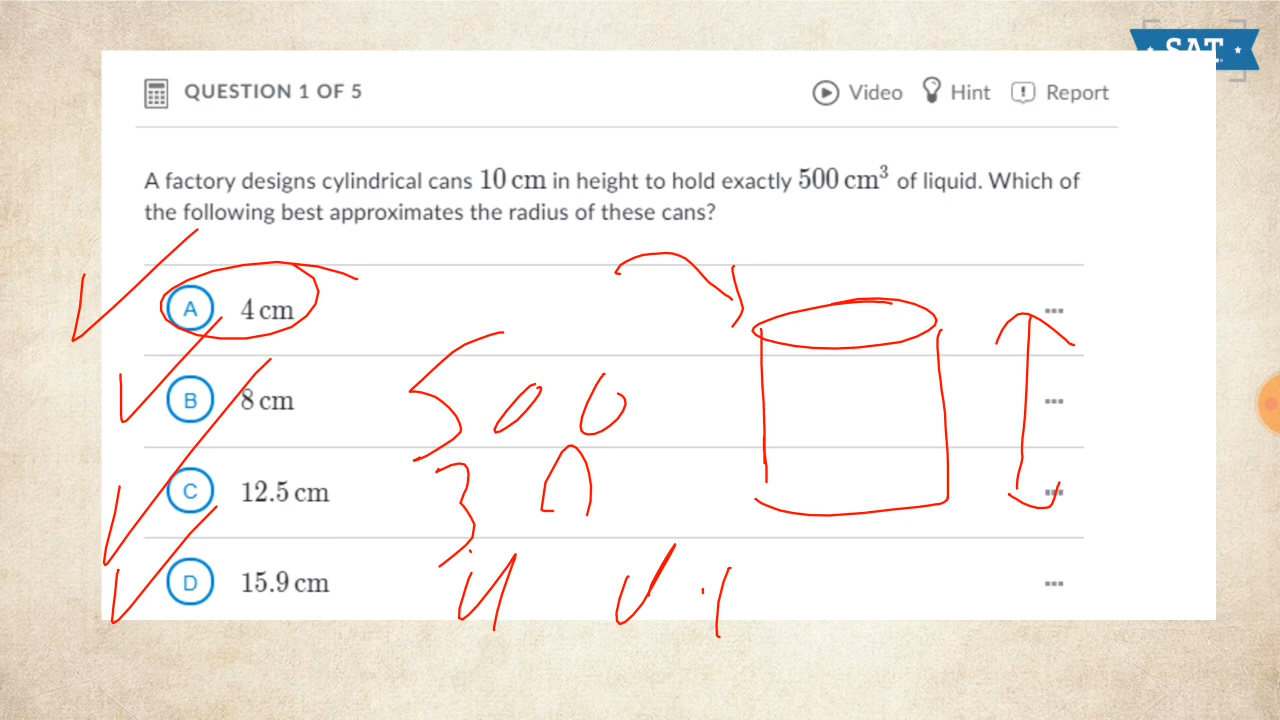 SAT
QUESTION 1 OF 5
Video Hint Report
A factory designs cylindrical cans 10 cm in height to hold exactly 500 cm³ of liquid. Which of
the following best approximates the radius of these cans?
A 4 cm
B 8 cm
500
C 12.5 cm
D 15.9 cm